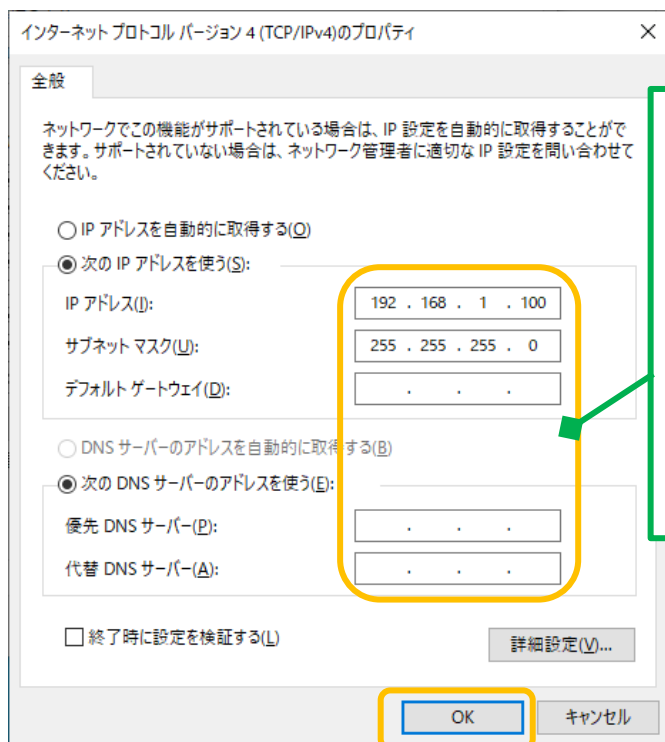 インターネット プロトコル バージョン 4 (TCP/IPv4)のプロパティ
全般
ネットワークでこの機能がサポートされている場合は、IP 設定を自動的に取得することがで
きます。サポートされていない場合は、ネットワーク管理者に適切な IP 設定を問い合わせて
ください。
IP アドレスを自動的に取得する(O)
次の IP アドレスを使う(S):
IP アドレス(I): 192 . 168 . 1 . 100
サブネット マスク(U): 255 . 255 . 255 . 0
デフォルト ゲートウェイ(D): . . .
DNS サーバーのアドレスを自動的に取得する(B)
次の DNS サーバーのアドレスを使う(E):
優先 DNS サーバー(P): . . .
代替 DNS サーバー(A): . . .
終了時に設定を検証する(L)
詳細設定(V)...
OK キャンセル